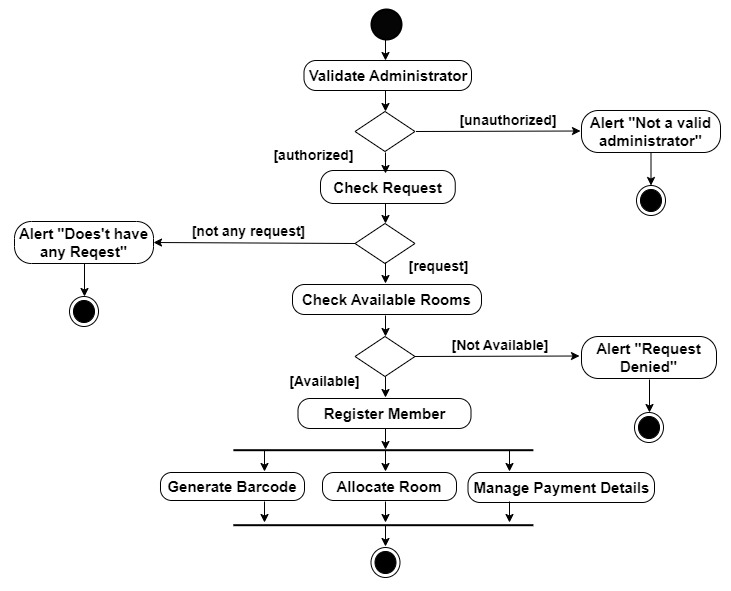 Validate Administrator
[unauthorized]
Alert "Not a valid
administrator"
[authorized]
Check Request
[not any request]
Alert "Does't have
any Reqest"
[request]
Check Available Rooms
[Not Available]
Alert "Request
Denied"
[Available]
Register Member
Generate Barcode
Allocate Room
Manage Payment Details